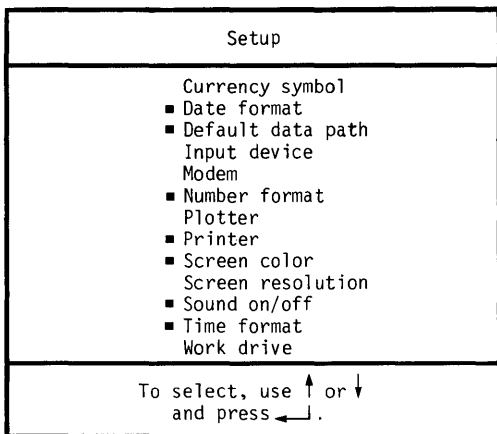 Setup
Currency symbol
▪ Date format
▪ Default data path
Input device
Modem
▪ Number format
Plotter
▪ Printer
▪ Screen color
Screen resolution
▪ Sound on/off
▪ Time format
Work drive
To select, use ↑ or ↓
and press ↵.